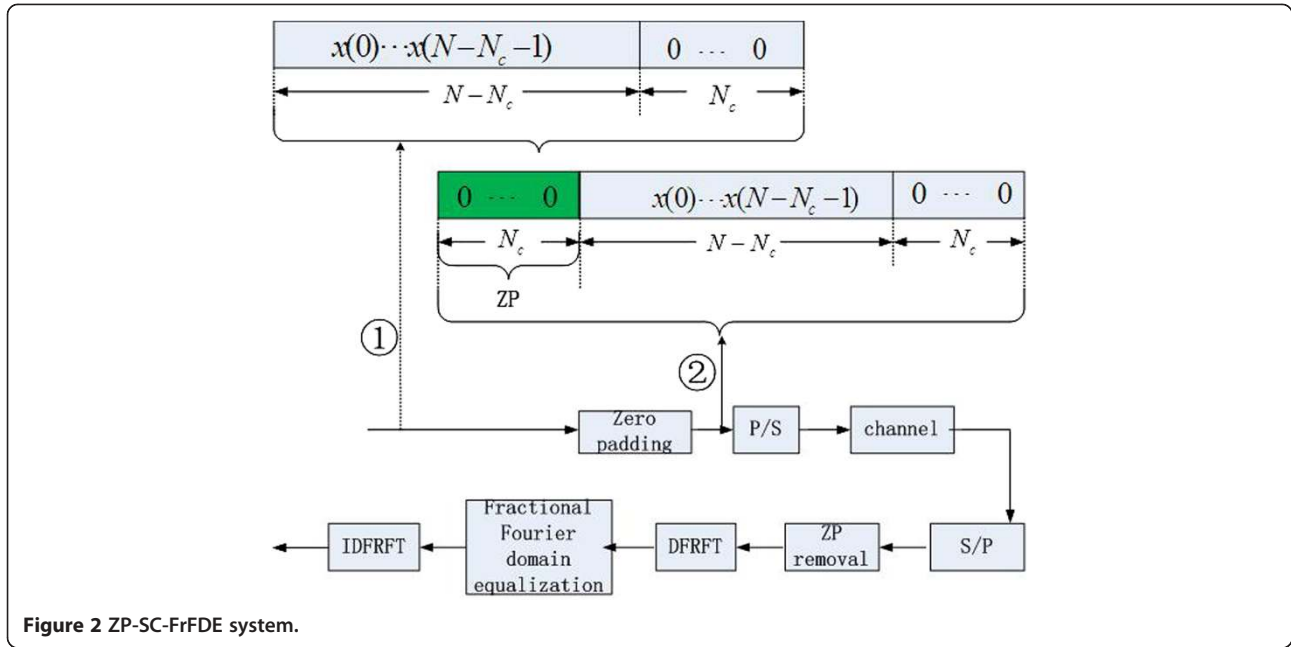 x(0)···x(N−N_c−1) 0 ··· 0
N−N_c N_c
0 ··· 0 x(0)···x(N−N_c−1) 0 ··· 0
N_c N−N_c N_c
ZP
①
②
Zero
padding
P/S
channel
IDFRFT
Fractional
Fourier
domain
equalization
DFRFT
ZP
removal
S/P
Figure 2 ZP-SC-FrFDE system.